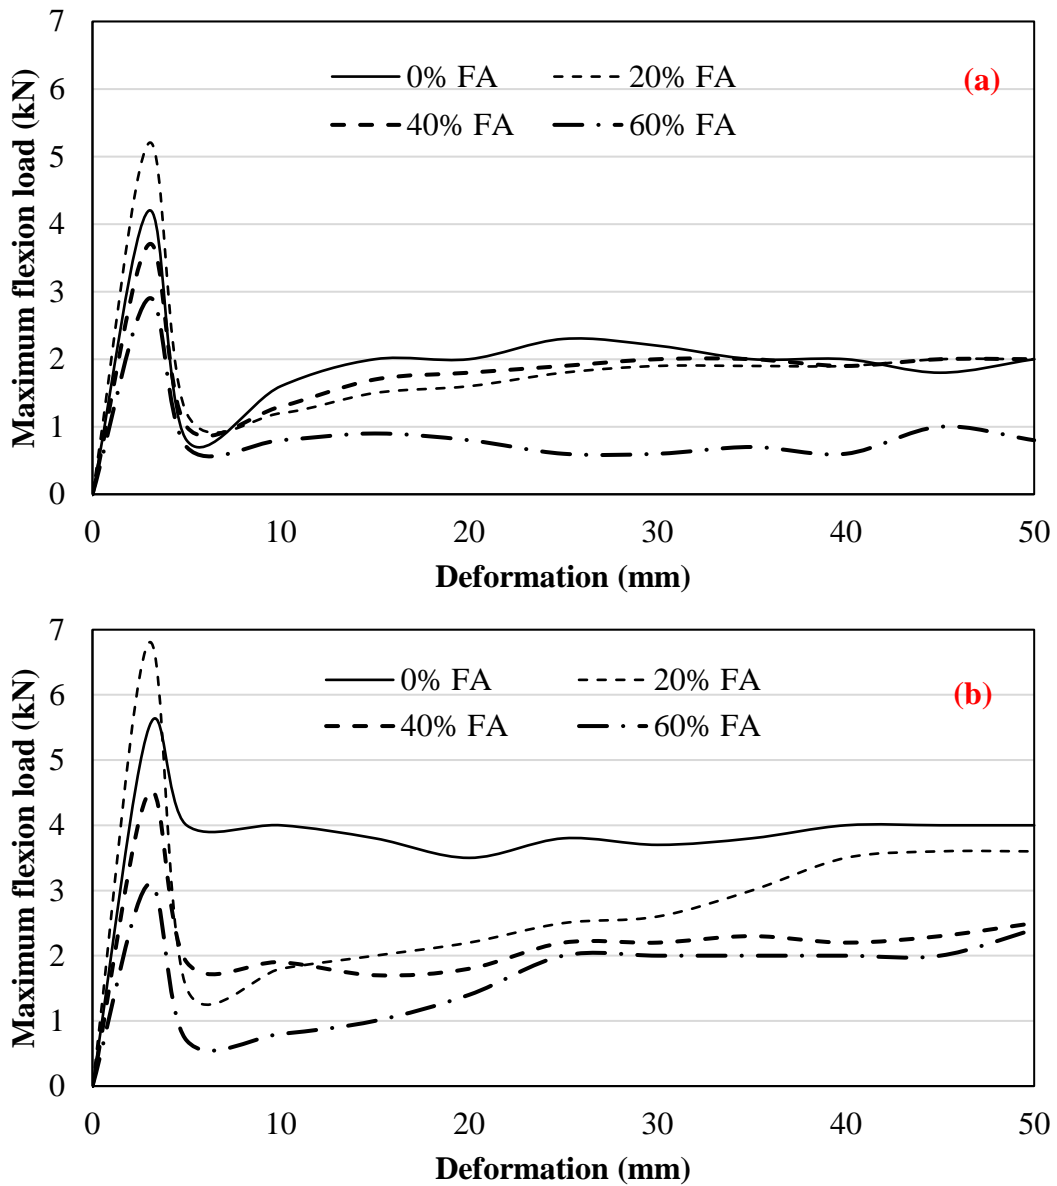 7
6
5
4
3
2
1
0
Maximum flexion load (kN)
0% FA
20% FA
40% FA
60% FA
(a)
0 10 20 30 40 50
Deformation (mm)
7
6
5
4
3
2
1
0
Maximum flexion load (kN)
0% FA
20% FA
40% FA
60% FA
(b)
0 10 20 30 40 50
Deformation (mm)